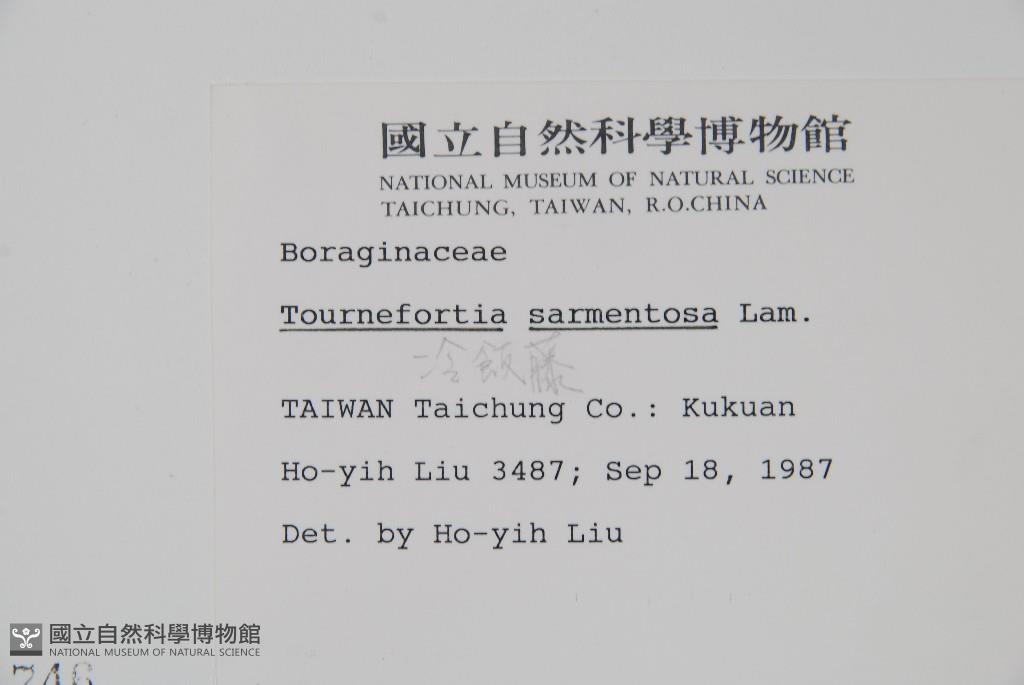 國立自然科學博物館
NATIONAL MUSEUM OF NATURAL SCIENCE
TAICHUNG, TAIWAN, R.O.CHINA
Boraginaceae
Tournefortia sarmentosa Lam.
冷飯藤
TAIWAN Taichung Co.: Kukuan
Ho-yih Liu 3487; Sep 18, 1987
Det. by Ho-yih Liu
國立自然科學博物館
NATIONAL MUSEUM OF NATURAL SCIENCE